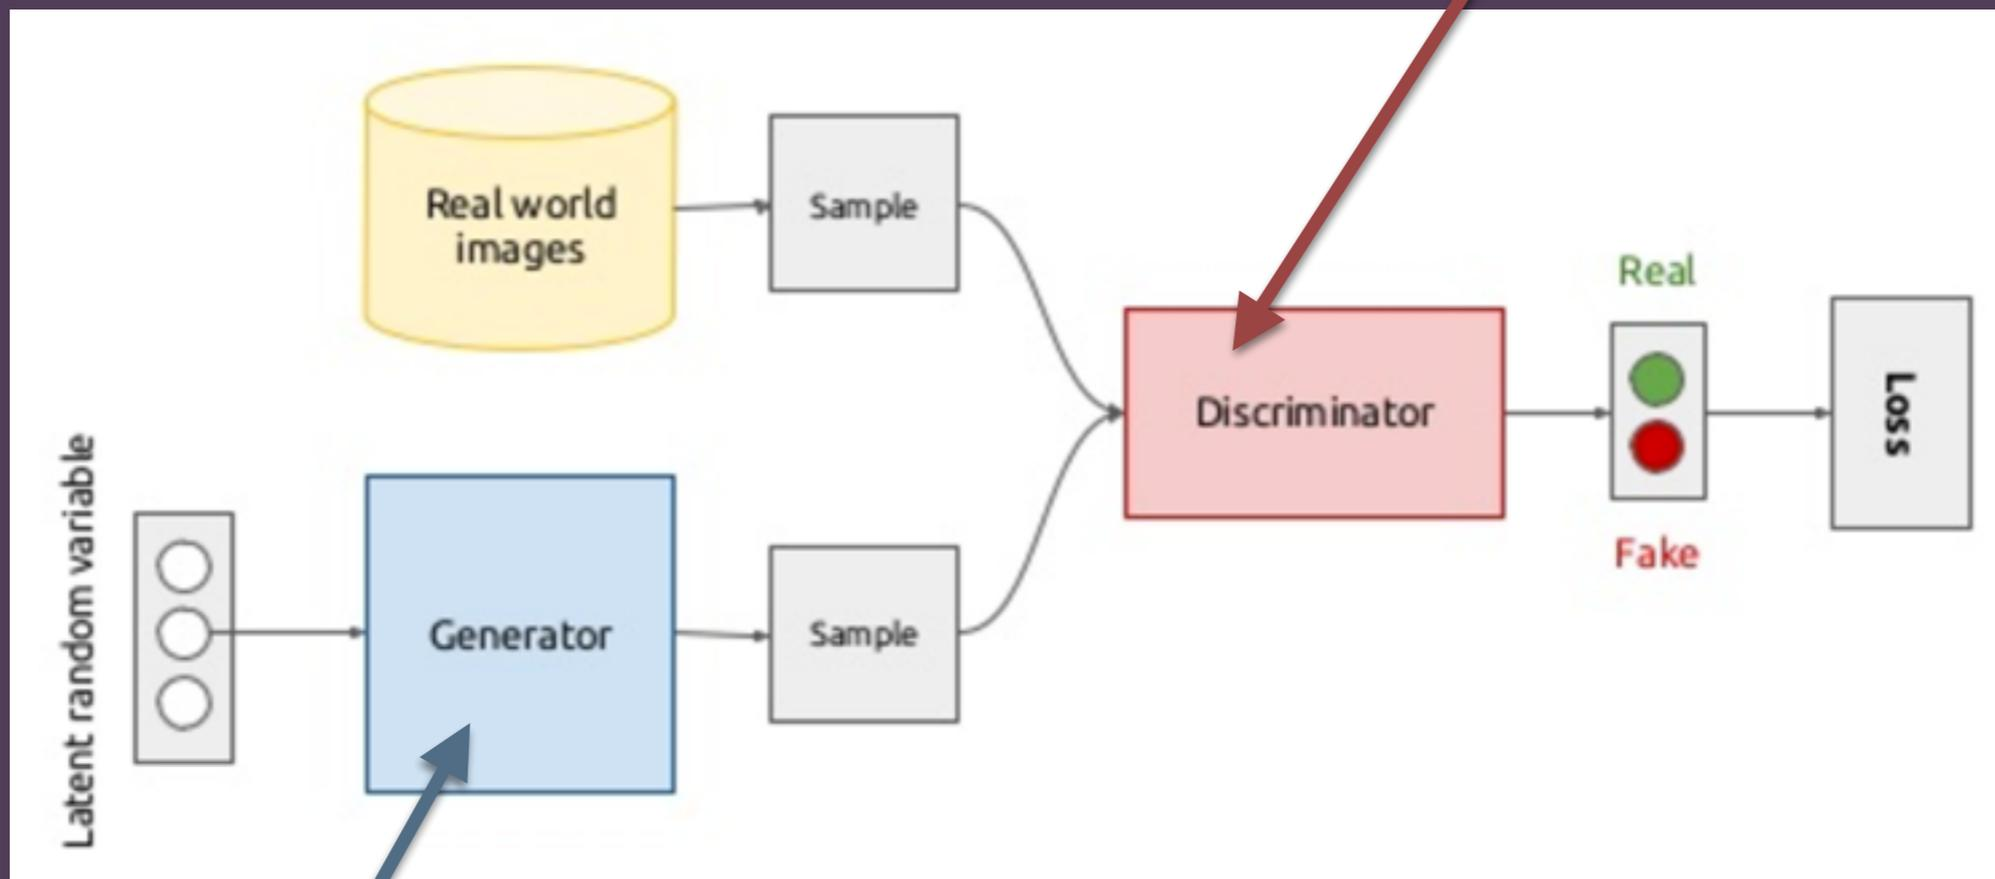 Real world
images
Sample
Real
Discriminator
Loss
Fake
Latent random variable
Generator
Sample